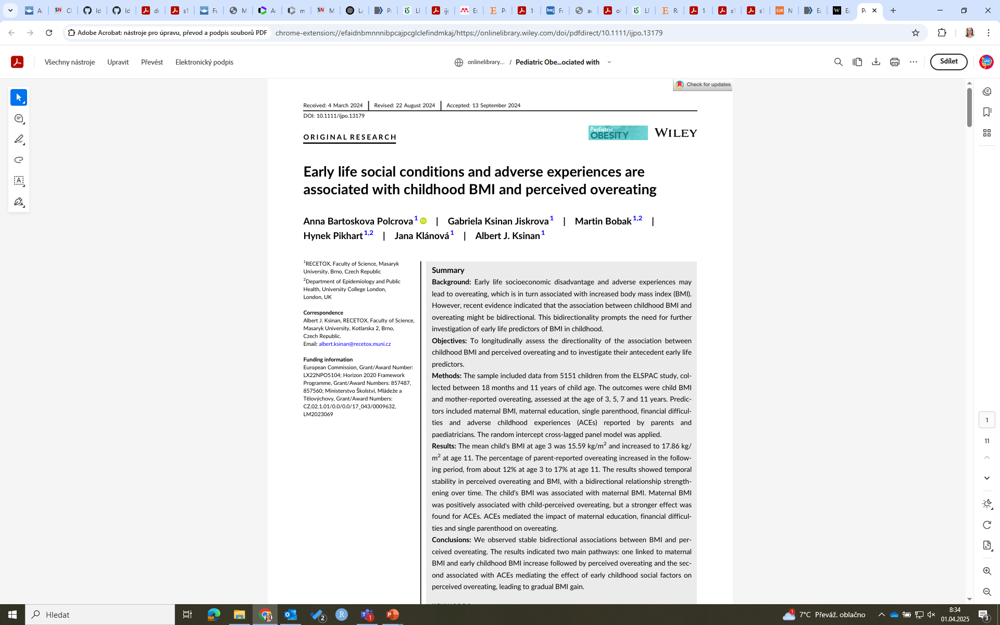 Adobe Acrobat: nástroje pro úpravu, převod a podpis souborů PDF
chrome-extension://efaidnbmnnnibpcajpcglclefindmkaj/https://onlinelibrary.wiley.com/doi/pdfdirect/10.1111/ijpo.13179
Všechny nástroje
Upravit
Převést
Elektronický podpis
onlinelibrary... / Pediatric Obe...ociated with
Sdílet
Check for updates
Received: 4 March 2024 | Revised: 22 August 2024 | Accepted: 13 September 2024
DOI: 10.1111/ijpo.13179
ORIGINAL RESEARCH
Pediatric
OBESITY
WILEY
Early life social conditions and adverse experiences are
associated with childhood BMI and perceived overeating
Anna Bartoskova Polcrova1 | Gabriela Ksinan Jiskrova1 | Martin Bobak1,2 |
Hynek Pikhart1,2 | Jana Klánová1 | Albert J. Ksinan1
1RECETOX, Faculty of Science, Masaryk
University, Brno, Czech Republic
2Department of Epidemiology and Public
Health, University College London,
London, UK
Correspondence
Albert J. Ksinan, RECETOX, Faculty of Science,
Masaryk University, Kotlarska 2, Brno,
Czech Republic.
Email: albert.ksinan@recetox.muni.cz
Funding information
European Commission, Grant/Award Number:
LX22NPO5104; Horizon 2020 Framework
Programme, Grant/Award Numbers: 857487,
857560; Ministerstvo Školství, Mládeže a
Tělovýchovy, Grant/Award Numbers:
CZ.02.1.01/0.0/0.0/17_043/0009632,
LM2023069
Summary
Background: Early life socioeconomic disadvantage and adverse experiences may
lead to overeating, which is in turn associated with increased body mass index (BMI).
However, recent evidence indicated that the association between childhood BMI and
overeating might be bidirectional. This bidirectionality prompts the need for further
investigation of early life predictors of BMI in childhood.
Objectives: To longitudinally assess the directionality of the association between
childhood BMI and perceived overeating and to investigate their antecedent early life
predictors.
Methods: The sample included data from 5151 children from the ELSPAC study, col-
lected between 18 months and 11 years of child age. The outcomes were child BMI
and mother-reported overeating, assessed at the age of 3, 5, 7 and 11 years. Predic-
tors included maternal BMI, maternal education, single parenthood, financial difficul-
ties and adverse childhood experiences (ACEs) reported by parents and
paediatricians. The random intercept cross-lagged panel model was applied.
Results: The mean child's BMI at age 3 was 15.59 kg/m2 and increased to 17.86 kg/
m2 at age 11. The percentage of parent-reported overeating increased in the follow-
ing period, from about 12% at age 3 to 17% at age 11. The results showed temporal
stability in perceived overeating and BMI, with a bidirectional relationship strength-
ening over time. The child's BMI was associated with maternal BMI. Maternal BMI
was positively associated with child-perceived overeating, but a stronger effect was
found for ACEs. ACEs mediated the impact of maternal education, financial difficul-
ties and single parenthood on overeating.
Conclusions: We observed stable bidirectional associations between BMI and per-
ceived overeating. The results indicated two main pathways: one linked to maternal
BMI and early childhood BMI increase followed by perceived overeating and the sec-
ond associated with ACEs mediating the effect of early childhood social factors on
perceived overeating, leading to gradual BMI gain.
1
11
Hledat
7°C Převáž. oblačno
8:34
01.04.2025